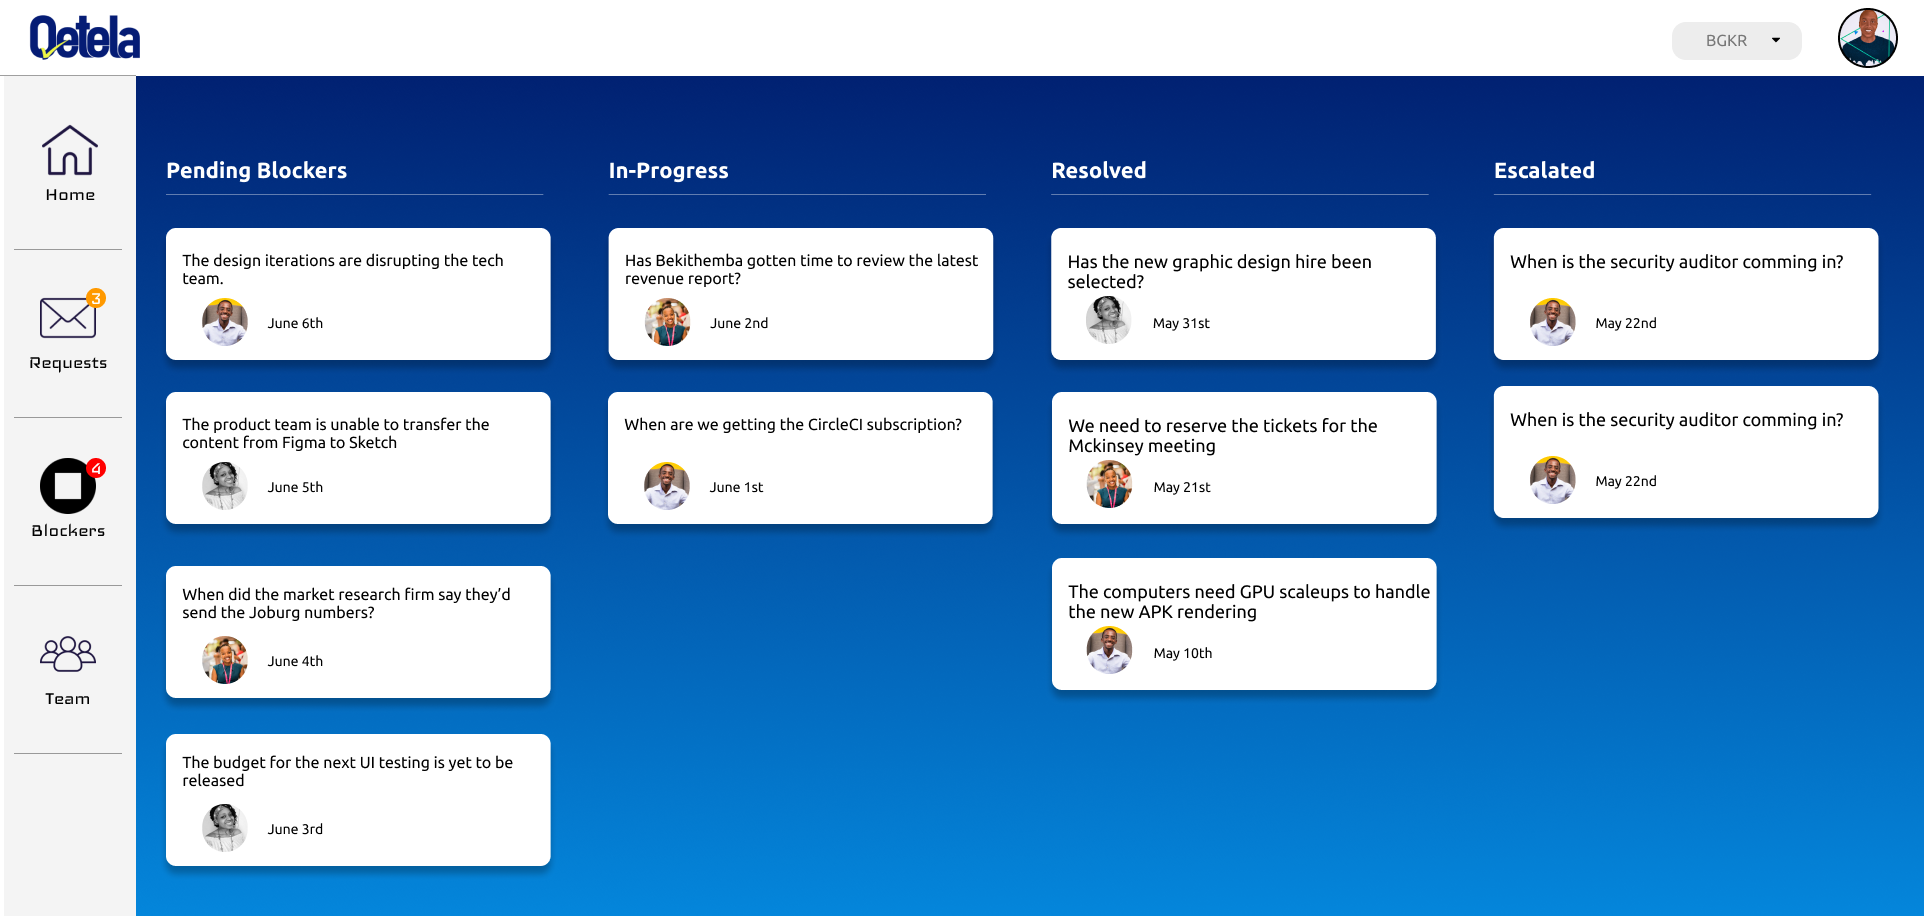 Qetela
BGKR
Home
3
Requests
4
Blockers
Team
Pending Blockers
The design iterations are disrupting the tech
team.
June 6th
The product team is unable to transfer the
content from Figma to Sketch
June 5th
When did the market research firm say they’d
send the Joburg numbers?
June 4th
The budget for the next UI testing is yet to be
released
June 3rd
In-Progress
Has Bekithemba gotten time to review the latest
revenue report?
June 2nd
When are we getting the CircleCI subscription?
June 1st
Resolved
Has the new graphic design hire been
selected?
May 31st
We need to reserve the tickets for the
Mckinsey meeting
May 21st
The computers need GPU scaleups to handle
the new APK rendering
May 10th
Escalated
When is the security auditor comming in?
May 22nd
When is the security auditor comming in?
May 22nd